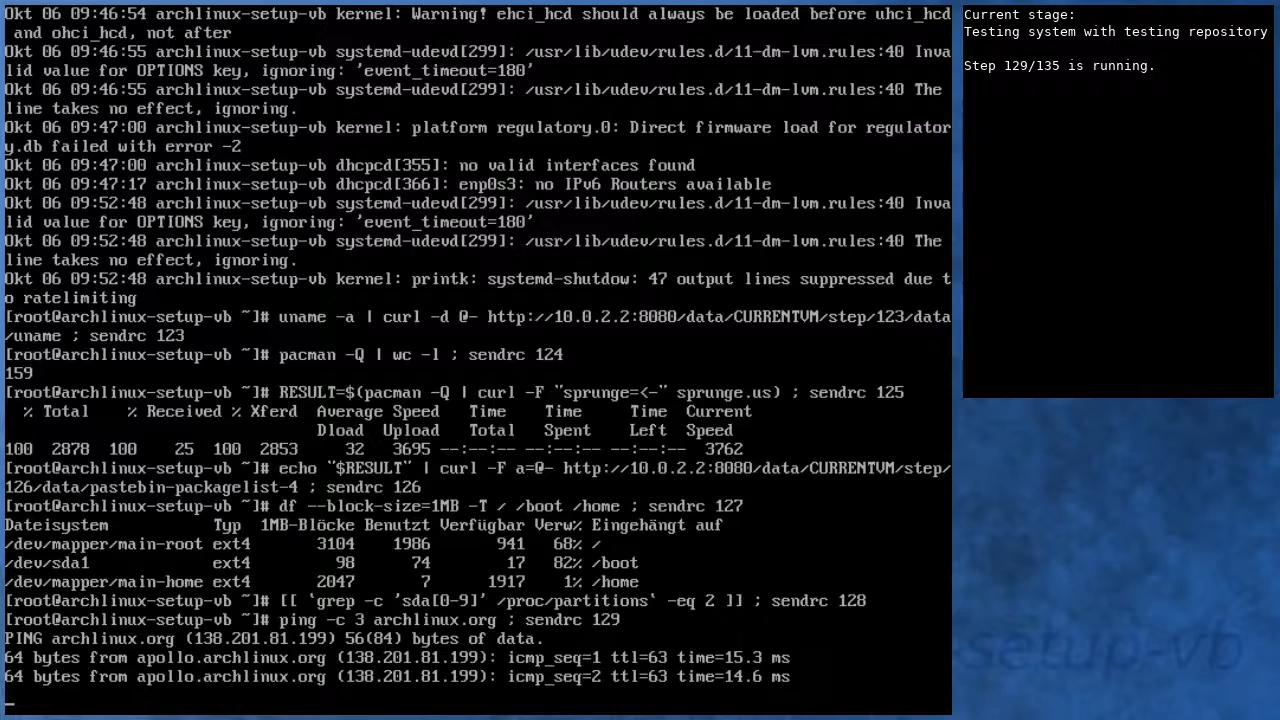 Okt 06 09:46:54 archlinux-setup-vb kernel: Warning! ehci_hcd should always be loaded before uhci_hcd
 and ohci_hcd, not after
Okt 06 09:46:55 archlinux-setup-vb systemd-udevd[299]: /usr/lib/udev/rules.d/11-dm-lvm.rules:40 Inva
lid value for OPTIONS key, ignoring: 'event_timeout=180'
Okt 06 09:46:55 archlinux-setup-vb systemd-udevd[299]: /usr/lib/udev/rules.d/11-dm-lvm.rules:40 The
line takes no effect, ignoring.
Okt 06 09:47:00 archlinux-setup-vb kernel: platform regulatory.0: Direct firmware load for regulator
y.db failed with error -2
Okt 06 09:47:00 archlinux-setup-vb dhcpcd[355]: no valid interfaces found
Okt 06 09:47:17 archlinux-setup-vb dhcpcd[366]: enp0s3: no IPv6 Routers available
Okt 06 09:52:48 archlinux-setup-vb systemd-udevd[299]: /usr/lib/udev/rules.d/11-dm-lvm.rules:40 Inva
lid value for OPTIONS key, ignoring: 'event_timeout=180'
Okt 06 09:52:48 archlinux-setup-vb systemd-udevd[299]: /usr/lib/udev/rules.d/11-dm-lvm.rules:40 The
line takes no effect, ignoring.
Okt 06 09:52:48 archlinux-setup-vb kernel: printk: systemd-shutdow: 47 output lines suppressed due t
o ratelimiting
[root@archlinux-setup-vb ~]# uname -a | curl -d @- http://10.0.2.2:8080/data/CURRENTVM/step/123/data
/uname ; sendrc 123
[root@archlinux-setup-vb ~]# pacman -Q | wc -l ; sendrc 124
159
[root@archlinux-setup-vb ~]# RESULT=$(pacman -Q | curl -F "sprunge=<-" sprunge.us) ; sendrc 125
  % Total    % Received % Xferd  Average Speed   Time    Time     Time  Current
                                 Dload  Upload   Total   Spent    Left  Speed
100  2878  100    25  100  2853     32   3695 --:--:-- --:--:-- --:--:--  3762
[root@archlinux-setup-vb ~]# echo "$RESULT" | curl -F a=@- http://10.0.2.2:8080/data/CURRENTVM/step/
126/data/pastebin-packagelist-4 ; sendrc 126
[root@archlinux-setup-vb ~]# df --block-size=1MB -T / /boot /home ; sendrc 127
Dateisystem           Typ  1MB-Blöcke Benutzt Verfügbar Verw% Eingehängt auf
/dev/mapper/main-root ext4       3104    1986       941   68% /
/dev/sda1             ext4         98      74        17   82% /boot
/dev/mapper/main-home ext4       2047       7      1917    1% /home
[root@archlinux-setup-vb ~]# [[ `grep -c 'sda[0-9]' /proc/partitions` -eq 2 ]] ; sendrc 128
[root@archlinux-setup-vb ~]# ping -c 3 archlinux.org ; sendrc 129
PING archlinux.org (138.201.81.199) 56(84) bytes of data.
64 bytes from apollo.archlinux.org (138.201.81.199): icmp_seq=1 ttl=63 time=15.3 ms
64 bytes from apollo.archlinux.org (138.201.81.199): icmp_seq=2 ttl=63 time=14.6 ms
Current stage:
Testing system with testing repository
Step 129/135 is running.
-setup-vb